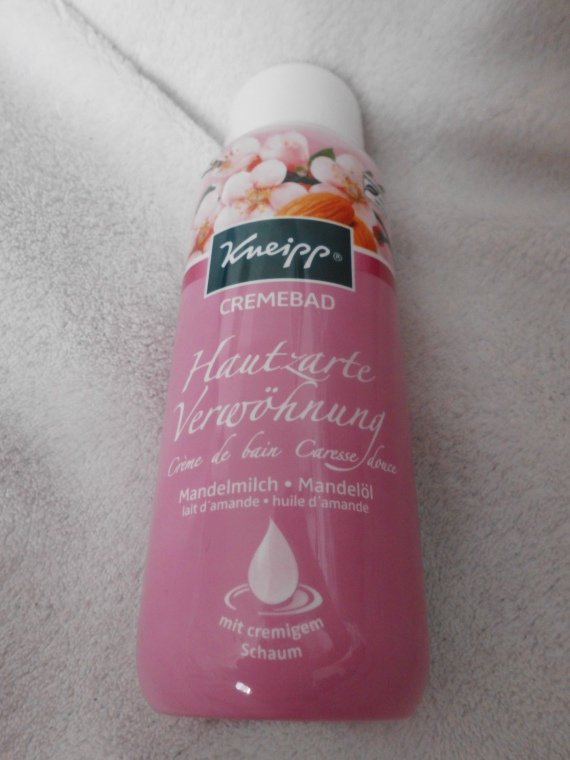 Kneipp®
CREMEBAD
Hautzarte
Verwöhnung
Crème de bain Caresse douce
Mandelmilch • Mandelöl
lait d'amande • huile d'amande
mit cremigem
Schaum